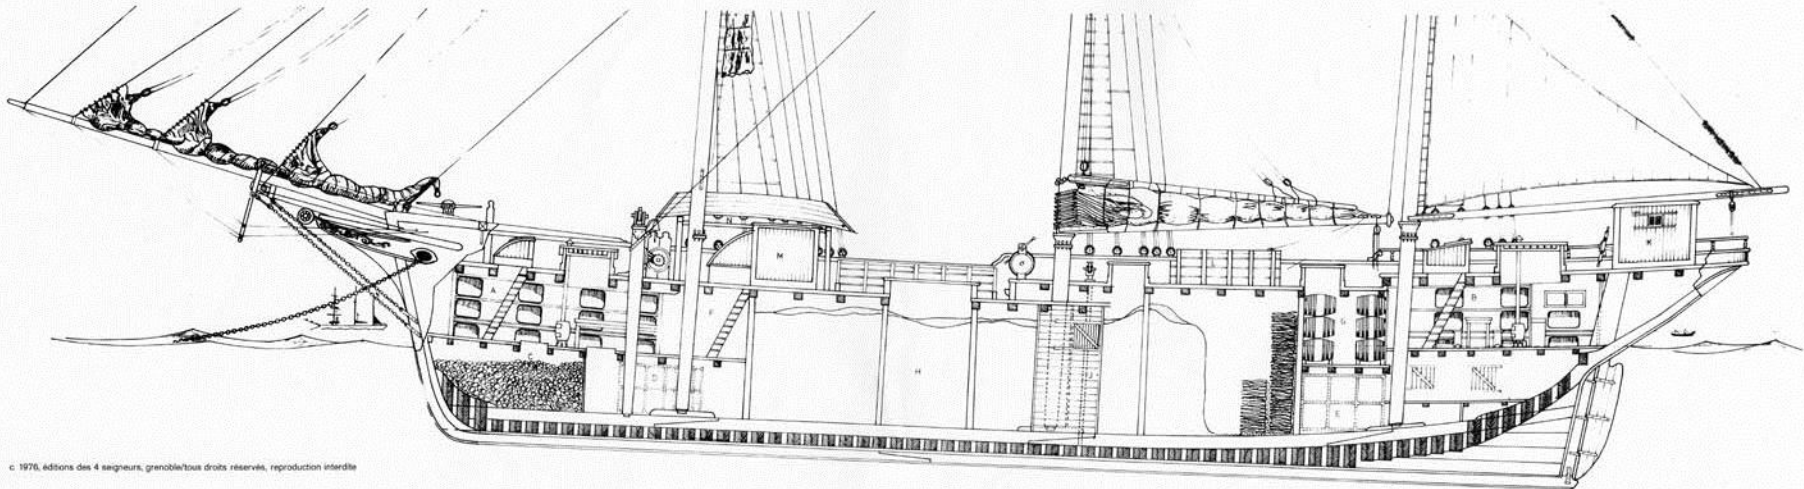 N
M
K
A
B
F
G
C
D
H
E
c 1976, éditions des 4 seigneurs, grenoble/tous droits réservés, reproduction interdite